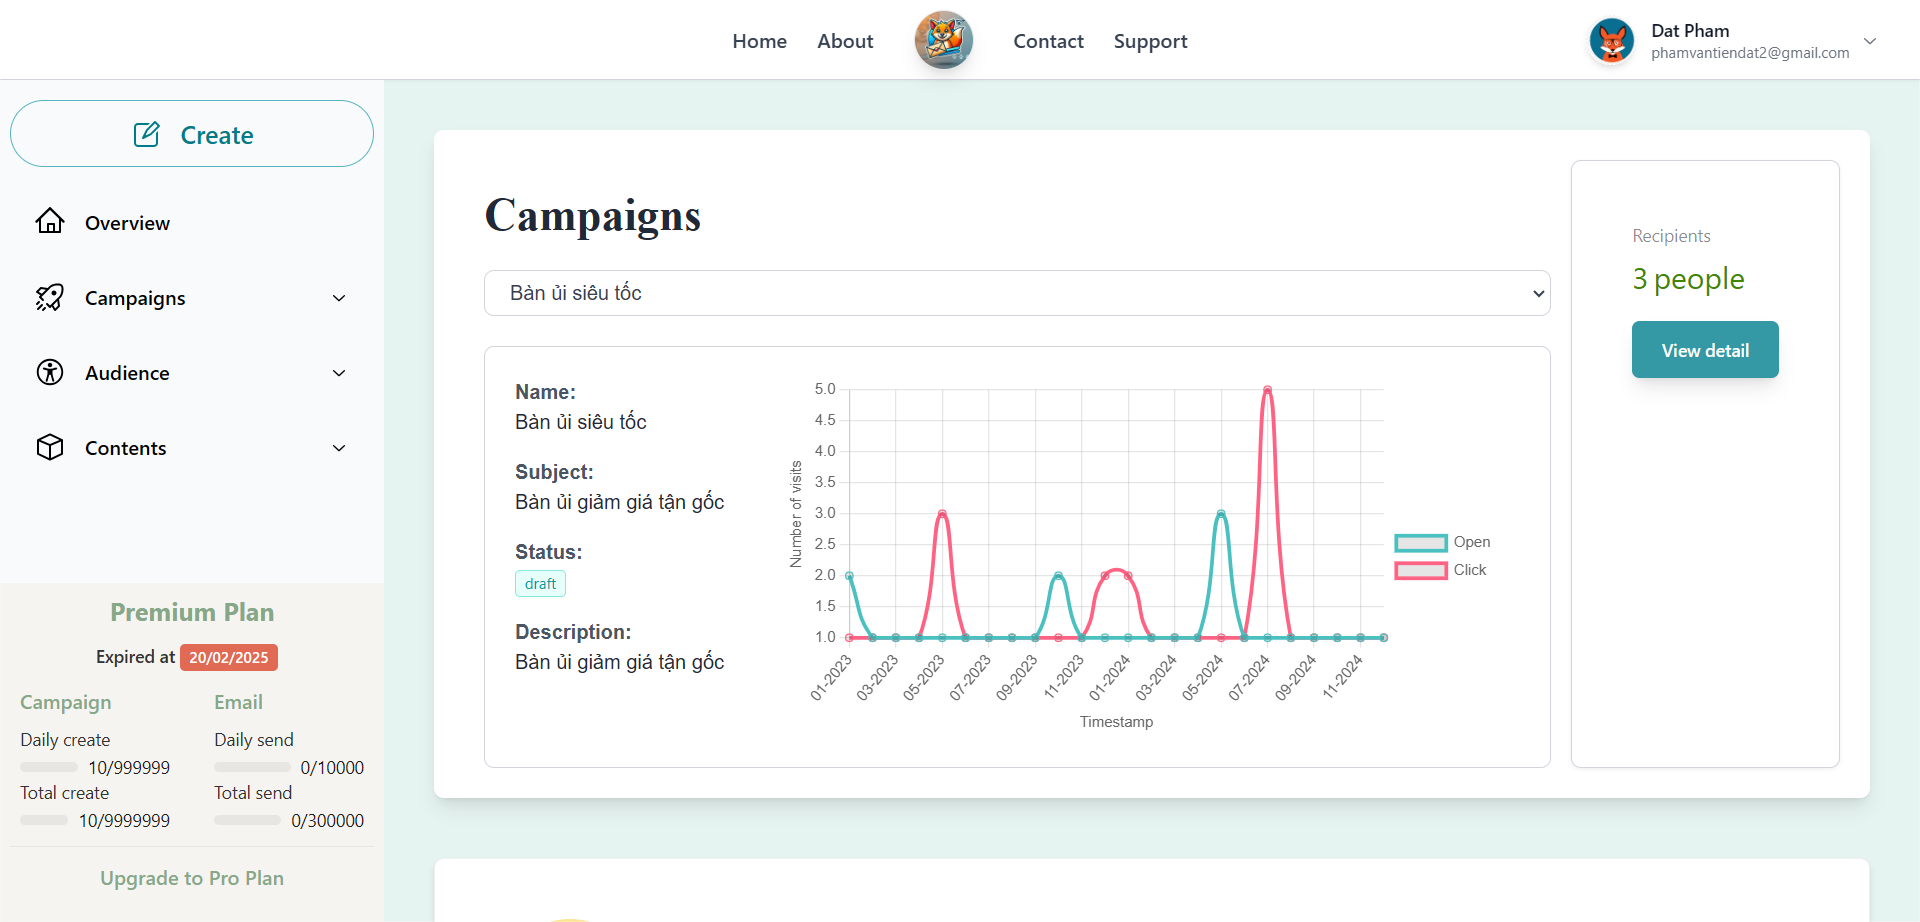 Home
About
Contact
Support
Dat Pham
phamvantiendat2@gmail.com
Create
Overview
Campaigns
Audience
Contents
Premium Plan
Expired at 20/02/2025
Campaign
Daily create
10/999999
Total create
10/9999999
Email
Daily send
0/10000
Total send
0/300000
Upgrade to Pro Plan
Campaigns
Bàn ủi siêu tốc
Name:
Bàn ủi siêu tốc
Subject:
Bàn ủi giảm giá tận gốc
Status:
draft
Description:
Bàn ủi giảm giá tận gốc
Number of visits
5.0
4.5
4.0
3.5
3.0
2.5
2.0
1.5
1.0
01-2023
03-2023
05-2023
07-2023
09-2023
11-2023
01-2024
03-2024
05-2024
07-2024
09-2024
11-2024
Timestamp
Open
Click
Recipients
3 people
View detail